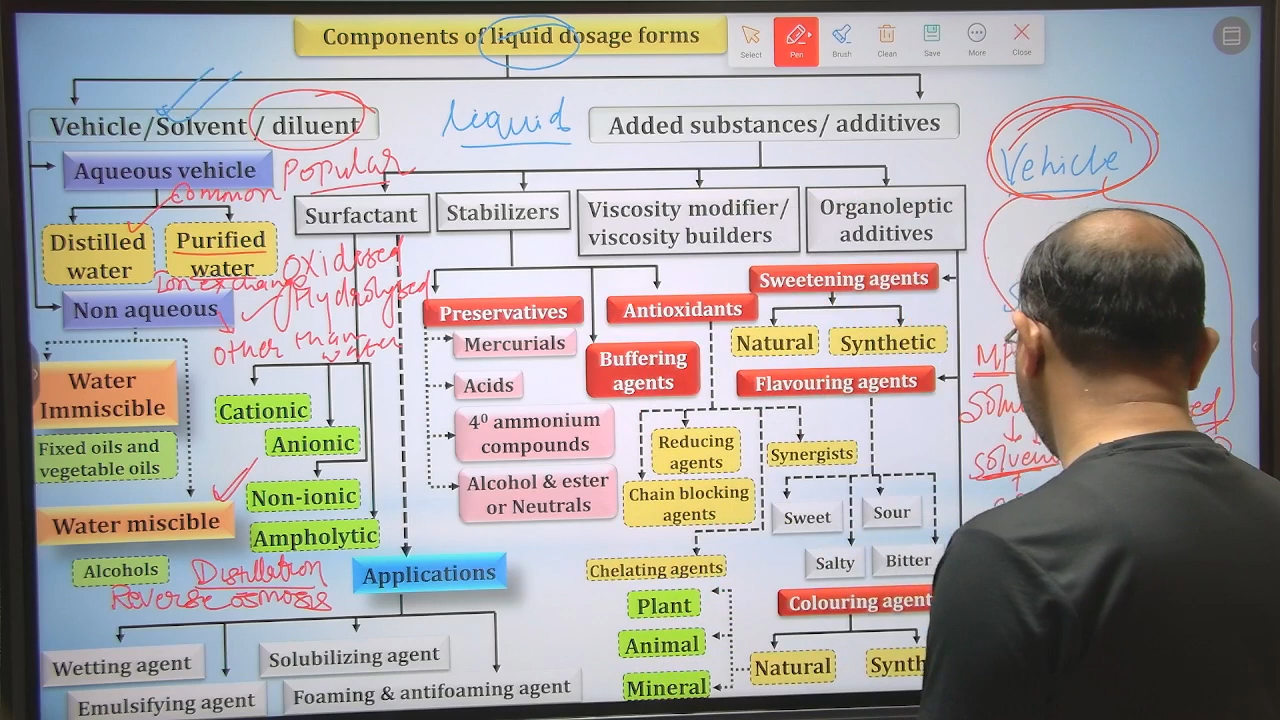 Components of liquid dosage forms
Select
Pen
Brush
Clean
Save
More
Close
Vehicle/Solvent / diluent
liquid
Added substances/ additives
Vehicle
Aqueous vehicle
Popular
Common
Distilled
water
Purified
water
Ion exchange
Oxidised
Hydrolysed
Non aqueous
Other than
water
Water
Immiscible
Fixed oils and
vegetable oils
Water miscible
Alcohols
Distillation
Reverse osmosis
Surfactant
Stabilizers
Viscosity modifier/
viscosity builders
Organoleptic
additives
Cationic
Anionic
Non-ionic
Ampholytic
Applications
Wetting agent
Emulsifying agent
Solubilizing agent
Foaming & antifoaming agent
Preservatives
Mercurials
Acids
4⁰ ammonium
compounds
Alcohol & ester
or Neutrals
Buffering
agents
Antioxidants
Reducing
agents
Synergists
Chain blocking
agents
Chelating agents
Sweetening agents
Natural
Synthetic
Flavouring agents
Sweet
Sour
Salty
Bitter
Colouring agent
Natural
Synth
Plant
Animal
Mineral